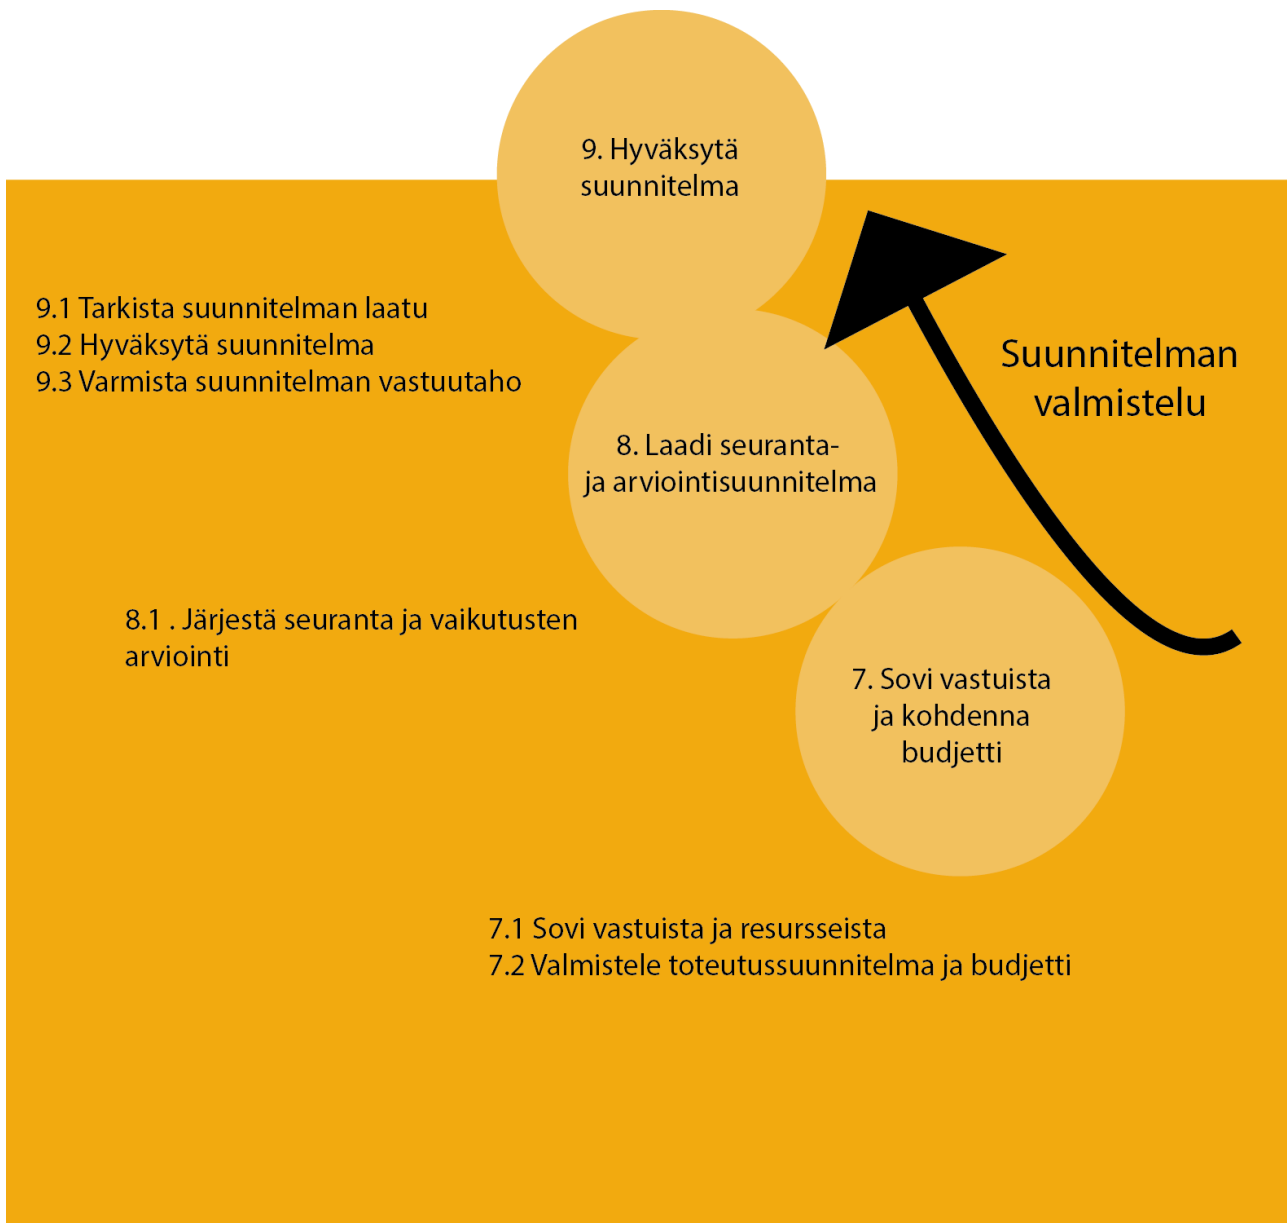 9. Hyväksytä
suunnitelma
9.1 Tarkista suunnitelman laatu
9.2 Hyväksytä suunnitelma
9.3 Varmista suunnitelman vastuutaho
Suunnitelman
valmistelu
8. Laadi seuranta-
ja arviointisuunnitelma
8.1 . Järjestä seuranta ja vaikutusten
arviointi
7. Sovi vastuista
ja kohdenna
budjetti
7.1 Sovi vastuista ja resursseista
7.2 Valmistele toteutussuunnitelma ja budjetti